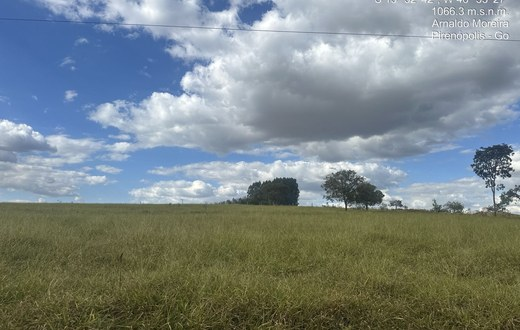 1066.3 m.s.n.m.
Arnaldo Moreira
Pirenópolis - Go